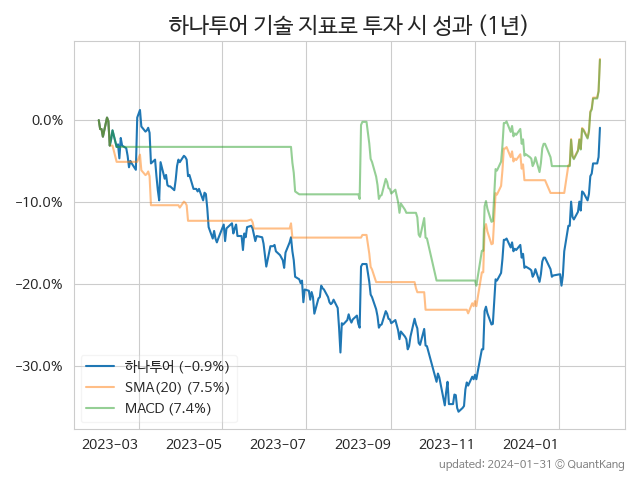 하나투어 기술 지표로 투자 시 성과 (1년)
0.0%
−10.0%
−20.0%
−30.0%
하나투어 (−0.9%)
SMA(20) (7.5%)
MACD (7.4%)
2023−03 2023−05 2023−07 2023−09 2023−11 2024−01
updated: 2024-01-31 © QuantKang